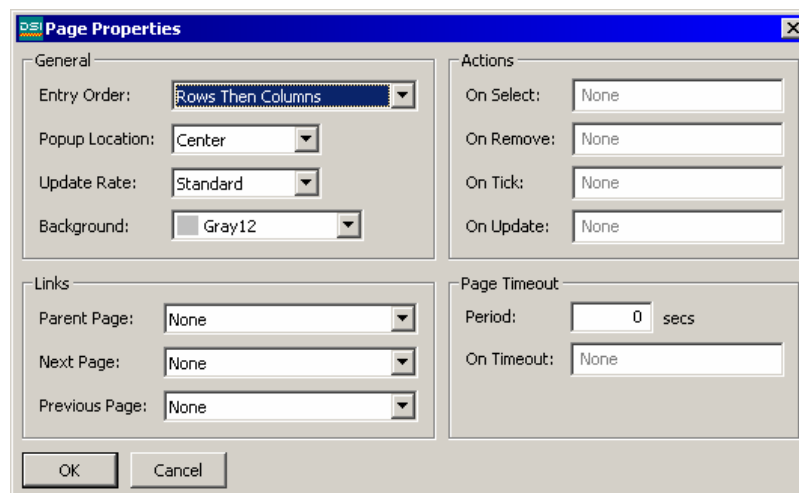 DSI Page Properties
General
Entry Order: Rows Then Columns
Popup Location: Center
Update Rate: Standard
Background: Gray12
Actions
On Select: None
On Remove: None
On Tick: None
On Update: None
Links
Parent Page: None
Next Page: None
Previous Page: None
Page Timeout
Period: 0 secs
On Timeout: None
OK Cancel